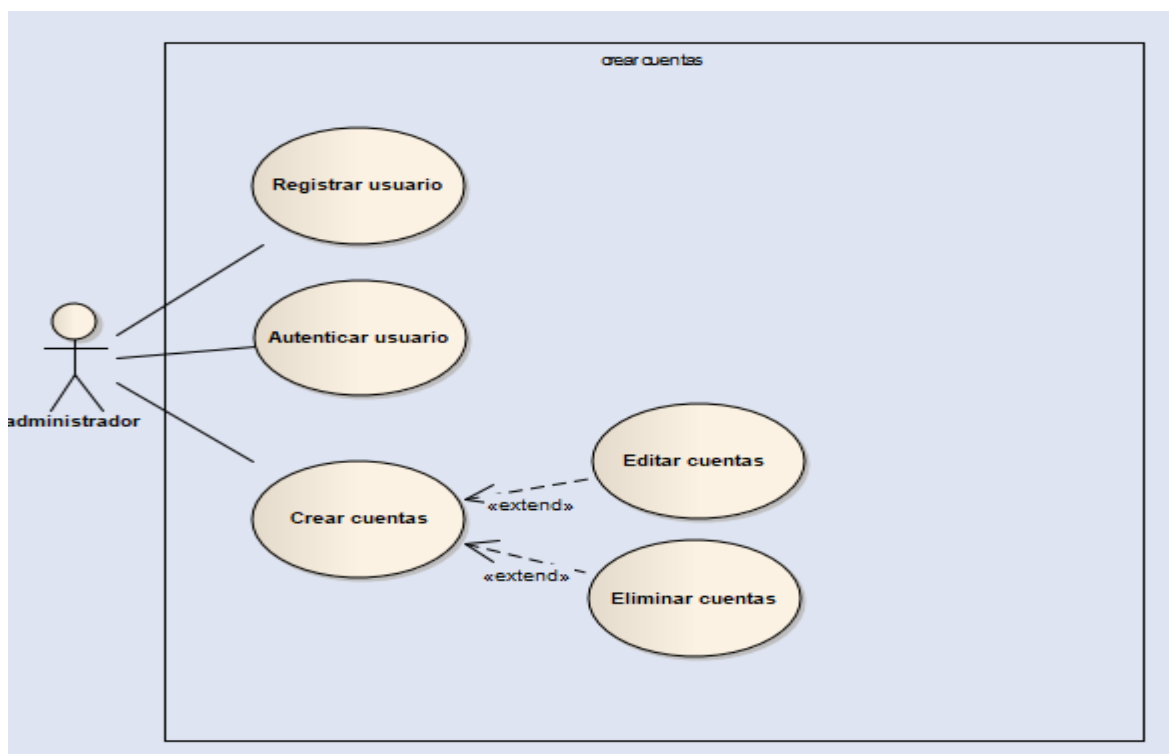 crear cuentas
Registrar usuario
Autenticar usuario
administrador
Editar cuentas
«extend»
Crear cuentas
«extend»
Eliminar cuentas